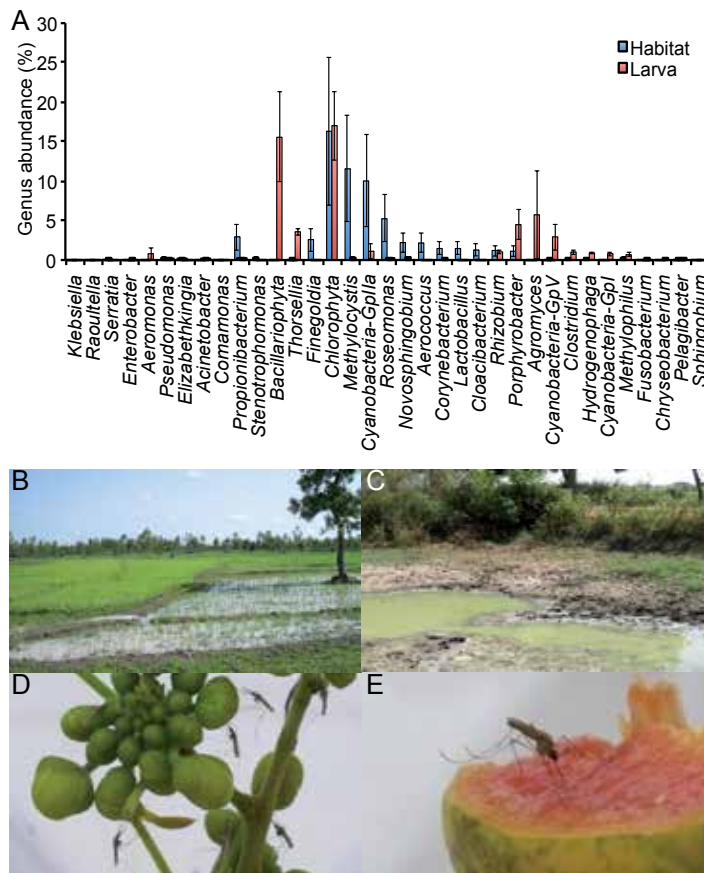 A
Genus abundance (%)
30
25
20
15
10
5
0
Habitat
Larva
Klebsiella
Raoultella
Serratia
Enterobacter
Aeromonas
Pseudomonas
Elizabethkingia
Acinetobacter
Comamonas
Propionibacterium
Stenotrophomonas
Bacillariophyta
Thorsellia
Finegoldia
Chlorophyta
Methylocystis
Cyanobacteria-GpIIa
Roseomonas
Novosphingobium
Aerococcus
Corynebacterium
Lactobacillus
Cloacibacterium
Rhizobium
Porphyrobacter
Agromyces
Cyanobacteria-GpV
Clostridium
Hydrogenophaga
Cyanobacteria-GpI
Methylophilus
Fusobacterium
Chryseobacterium
Pelagibacter
Sphingobium
B
C
D
E